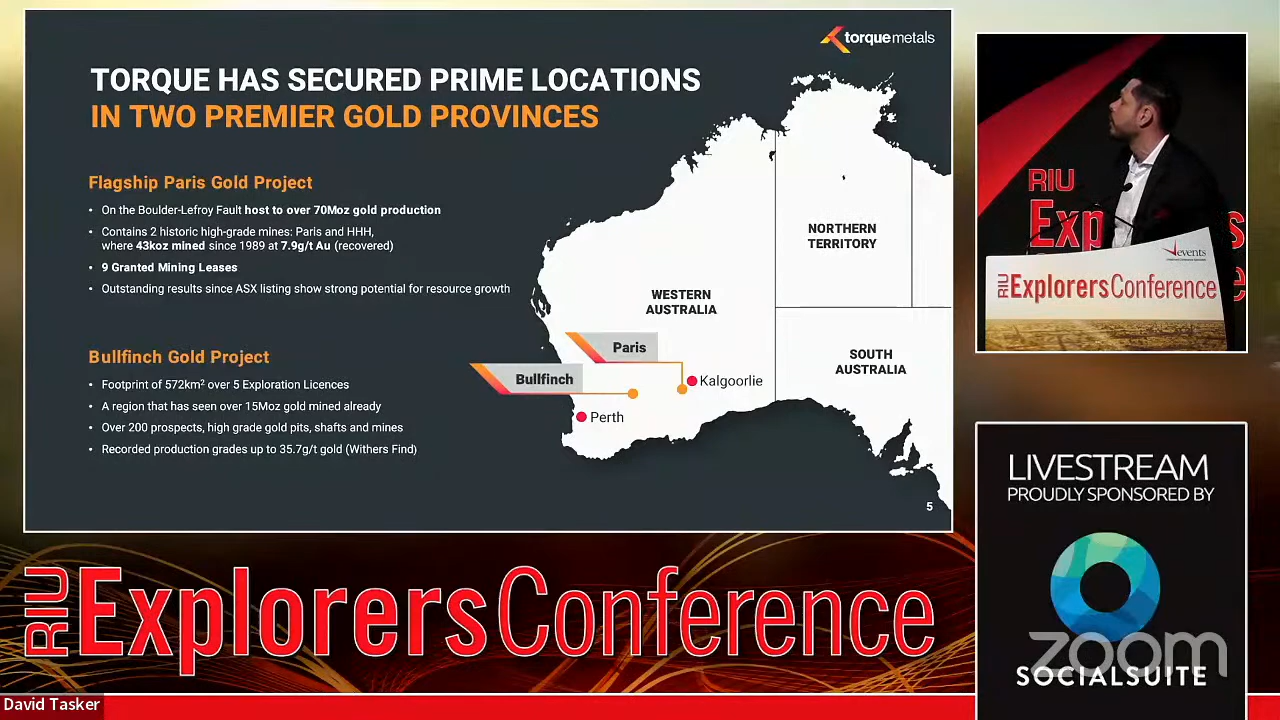 torquemetals
TORQUE HAS SECURED PRIME LOCATIONS
IN TWO PREMIER GOLD PROVINCES
Flagship Paris Gold Project
• On the Boulder-Lefroy Fault host to over 70Moz gold production
• Contains 2 historic high-grade mines: Paris and HHH,
where 43koz mined since 1989 at 7.9g/t Au (recovered)
• 9 Granted Mining Leases
• Outstanding results since ASX listing show strong potential for resource growth
Bullfinch Gold Project
• Footprint of 572km² over 5 Exploration Licences
• A region that has seen over 15Moz gold mined already
• Over 200 prospects, high grade gold pits, shafts and mines
• Recorded production grades up to 35.7g/t gold (Withers Find)
NORTHERN
TERRITORY
WESTERN
AUSTRALIA
SOUTH
AUSTRALIA
Paris
Bullfinch
Kalgoorlie
Perth
5
RIU
Exp
s
events
RIU ExplorersConference
LIVESTREAM
PROUDLY SPONSORED BY
zoom
SOCIALSUITE
RIU ExplorersConference
David Tasker